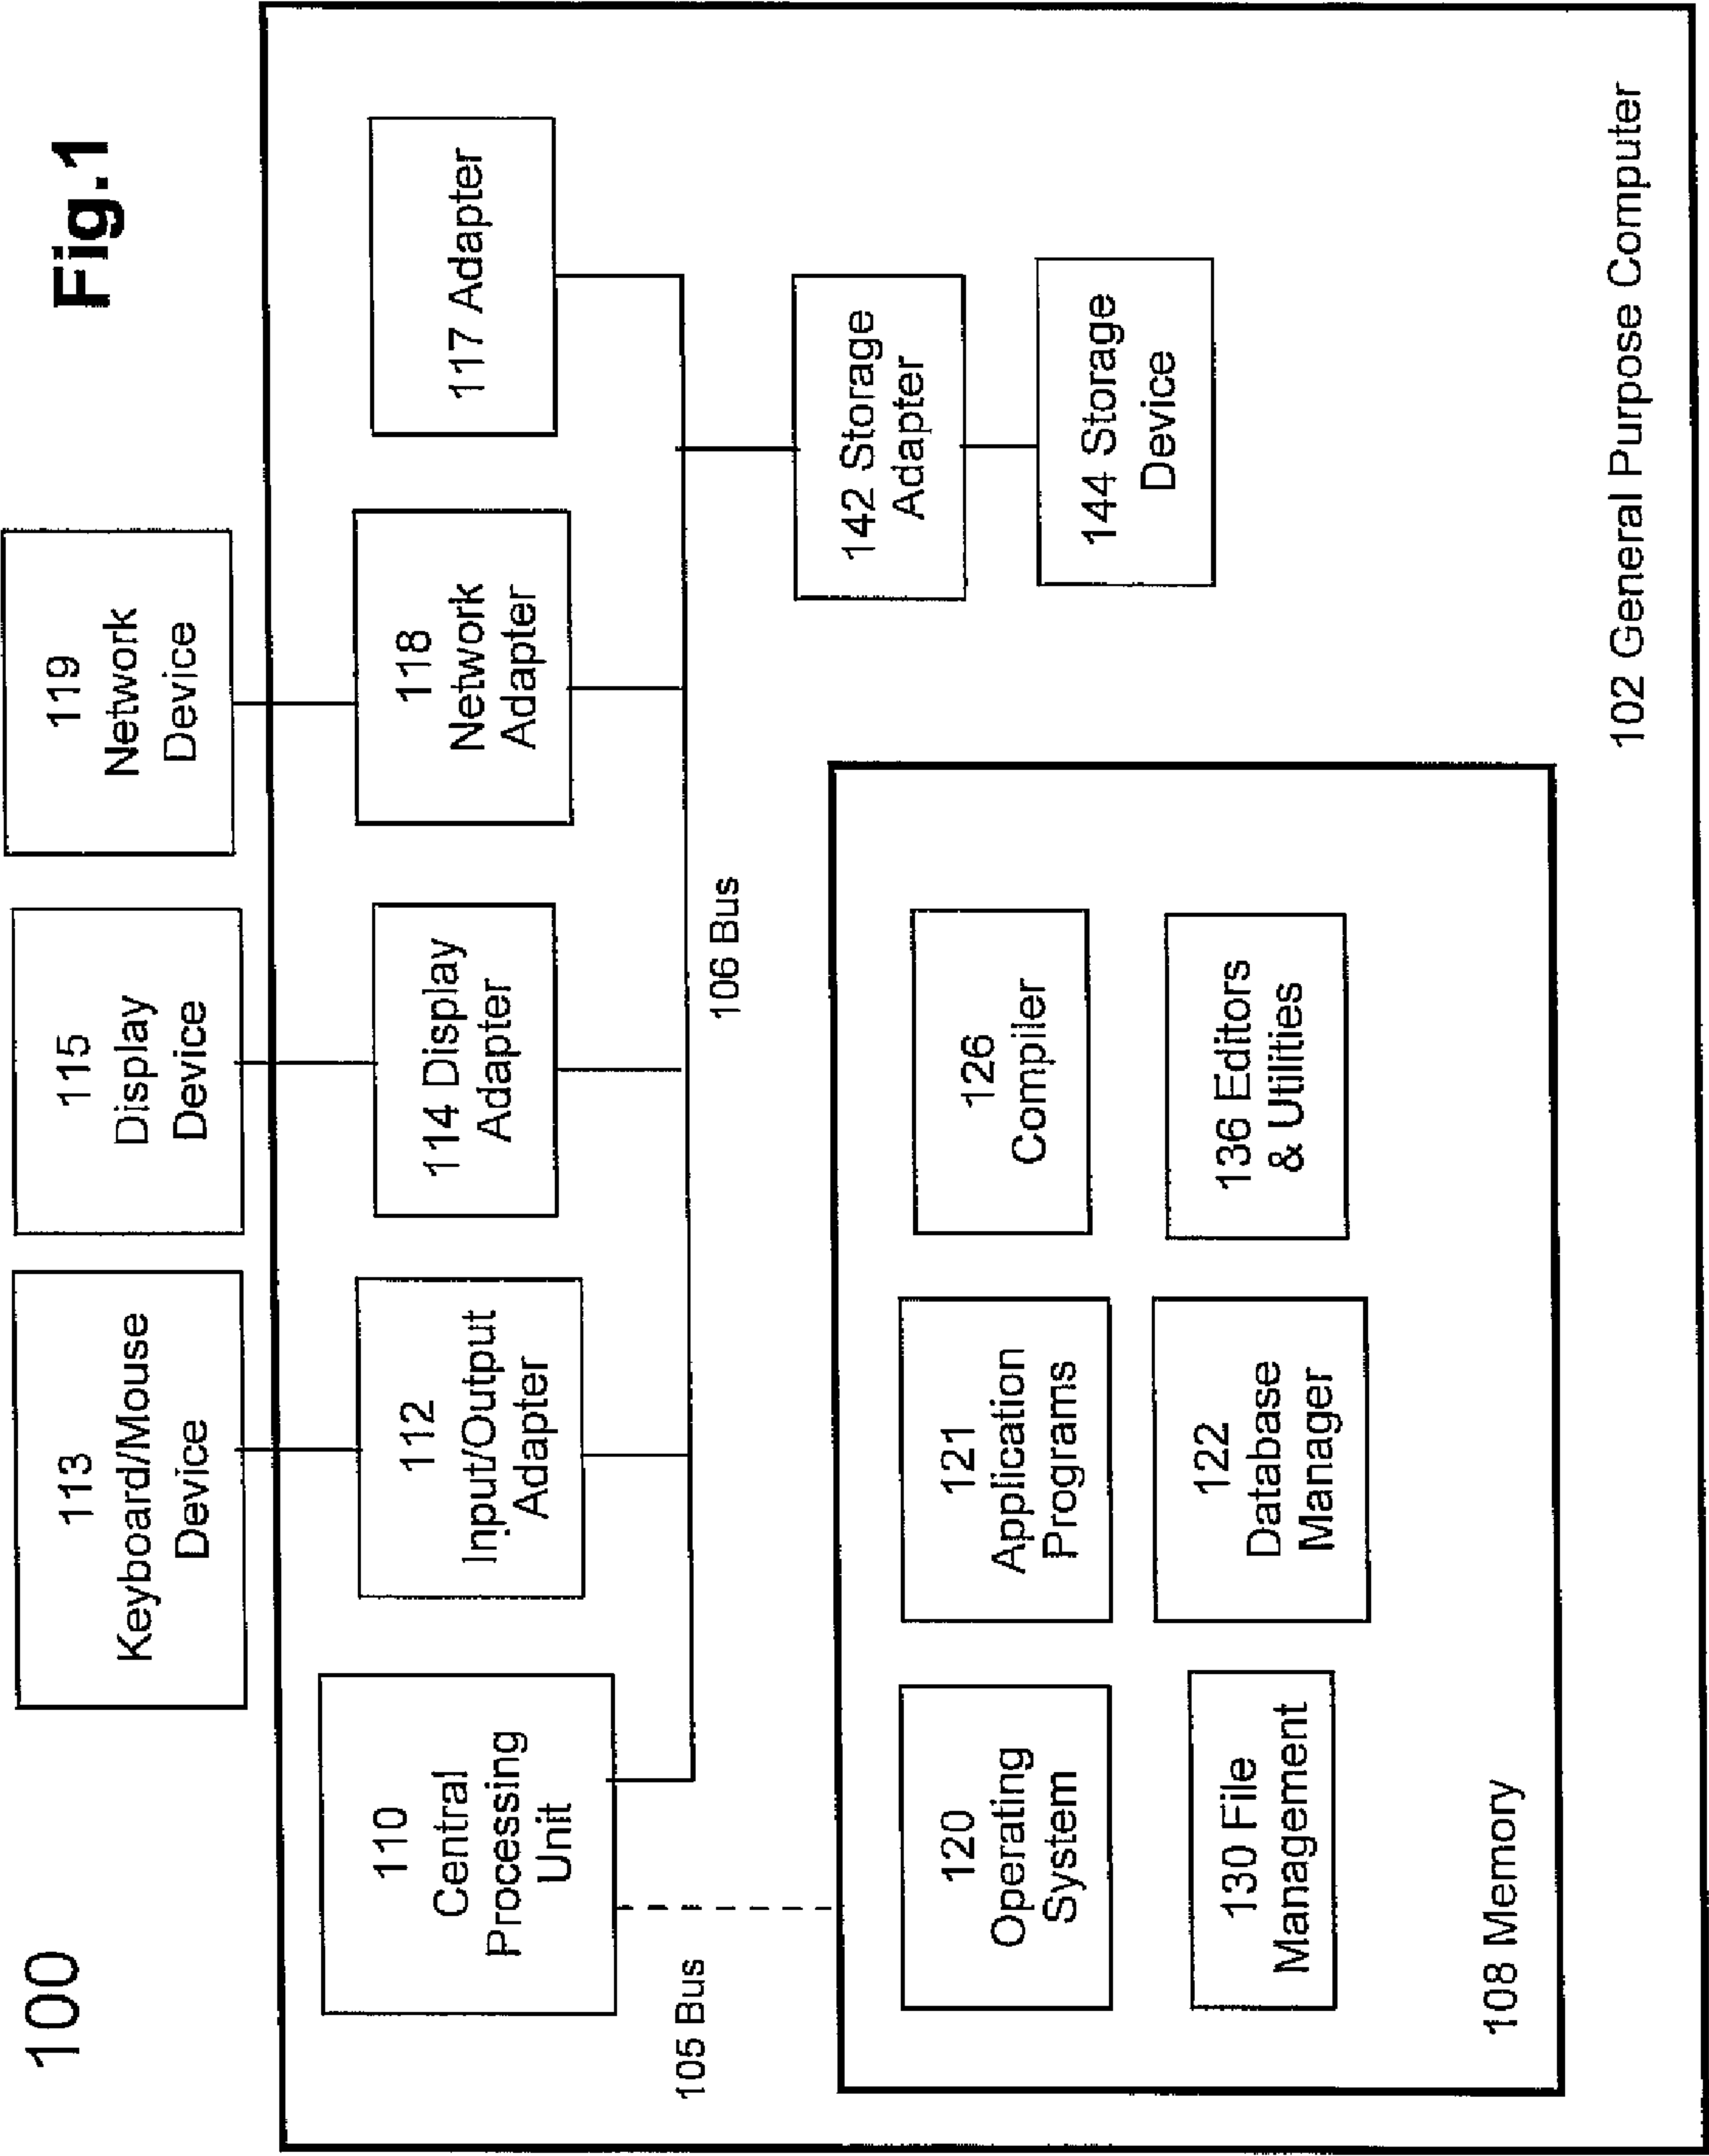 100
Fig.1
113
Keyboard/Mouse
Device
115
Display
Device
119
Network
Device
110
Central
Processing
Unit
112
Input/Output
Adapter
114 Display
Adapter
118
Network
Adapter
117 Adapter
105 Bus
106 Bus
142 Storage
Adapter
144 Storage
Device
120
Operating
System
121
Application
Programs
126
Compiler
130 File
Management
122
Database
Manager
136 Editors
& Utilities
108 Memory
102 General Purpose Computer